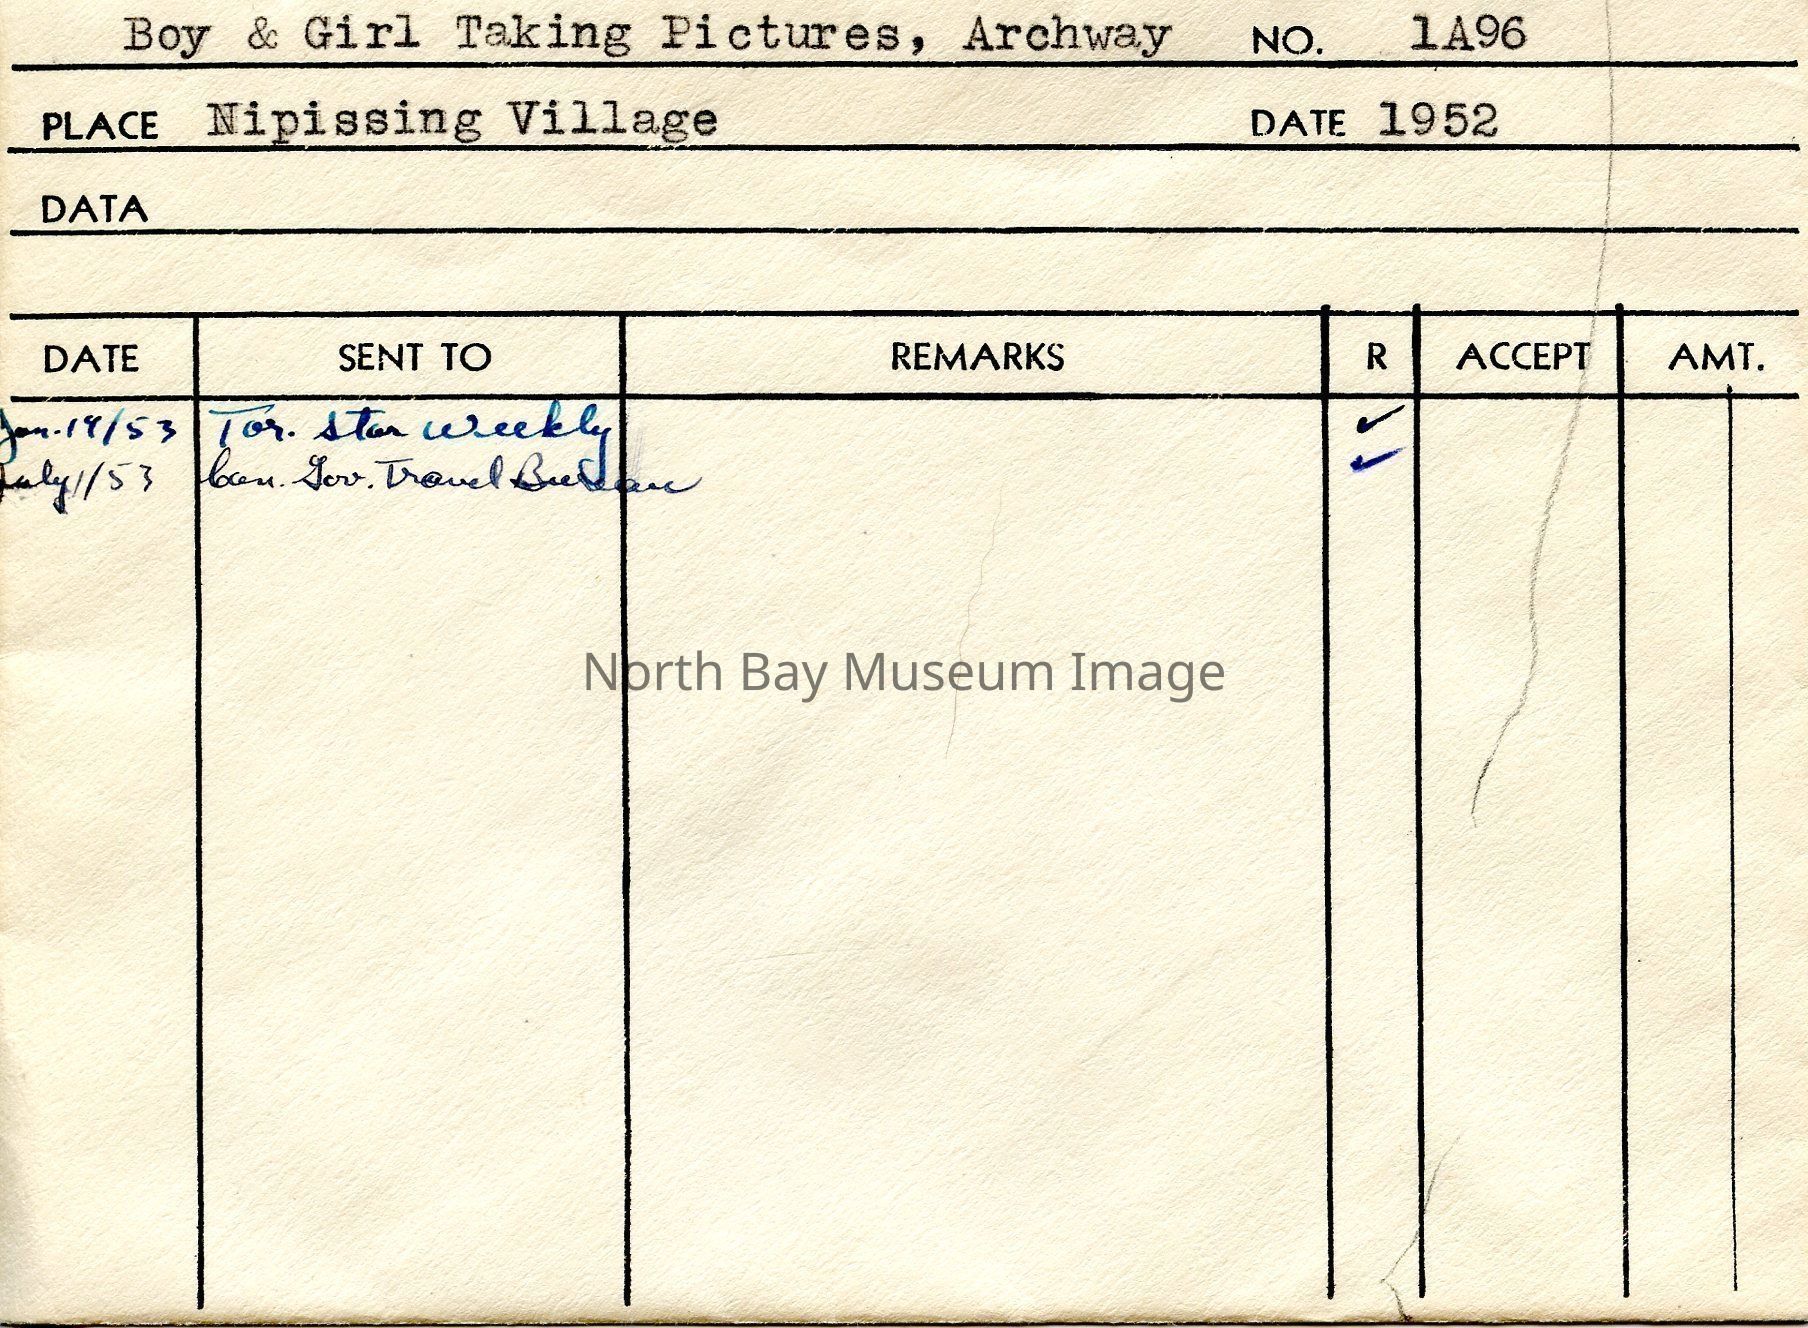 Boy & Girl Taking Pictures, Archway NO. 1A96
PLACE Nipissing Village DATE 1952
DATA
DATE SENT TO REMARKS R ACCEPT AMT.
Jan. 19/53 Tor. Star Weekly ✓
July 1/53 Can. Gov. Travel Bureau ✓
North Bay Museum Image